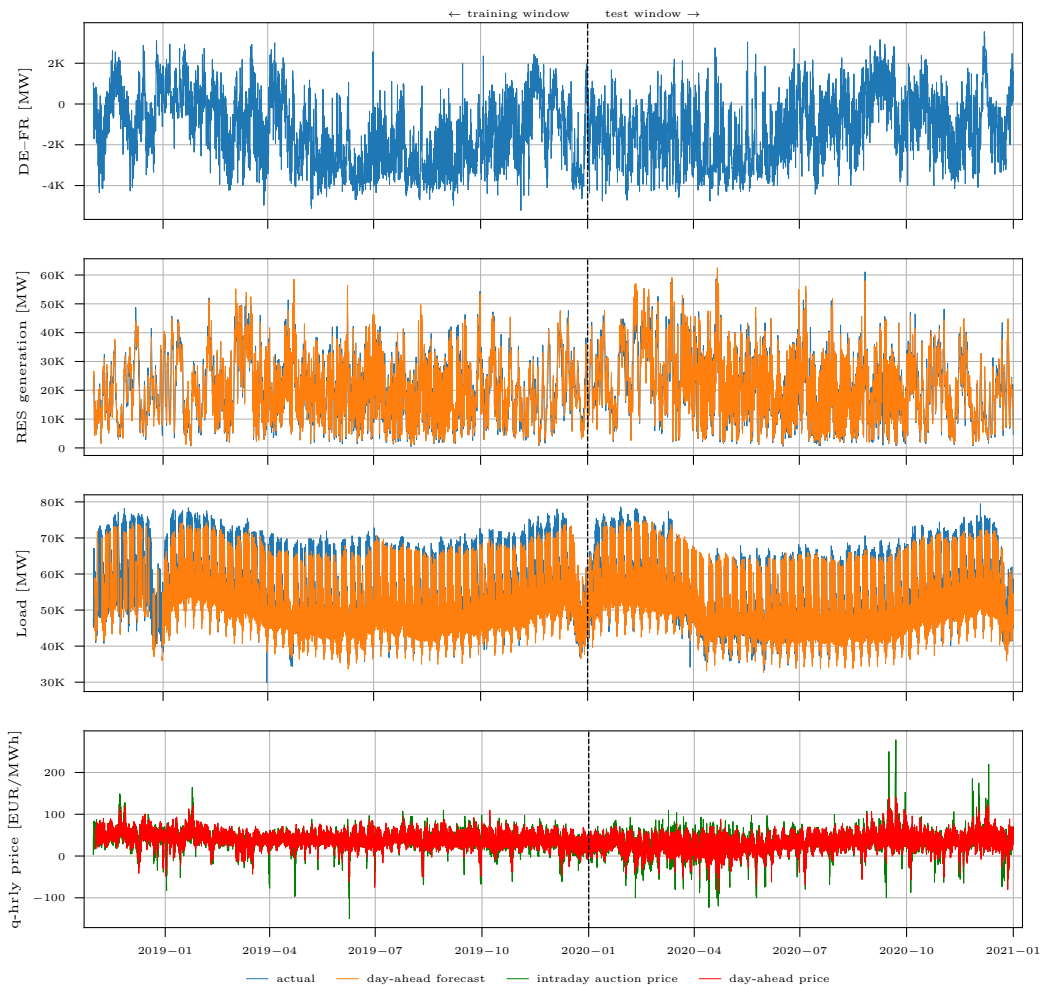 ← training window test window →
DE−FR [MW]
2K
0
−2K
−4K
RES generation [MW]
60K
50K
40K
30K
20K
10K
0
Load [MW]
80K
70K
60K
50K
40K
30K
q-hrly price [EUR/MWh]
200
100
0
−100
2019−01 2019−04 2019−07 2019−10 2020−01 2020−04 2020−07 2020−10 2021−01
actual day-ahead forecast intraday auction price day-ahead price